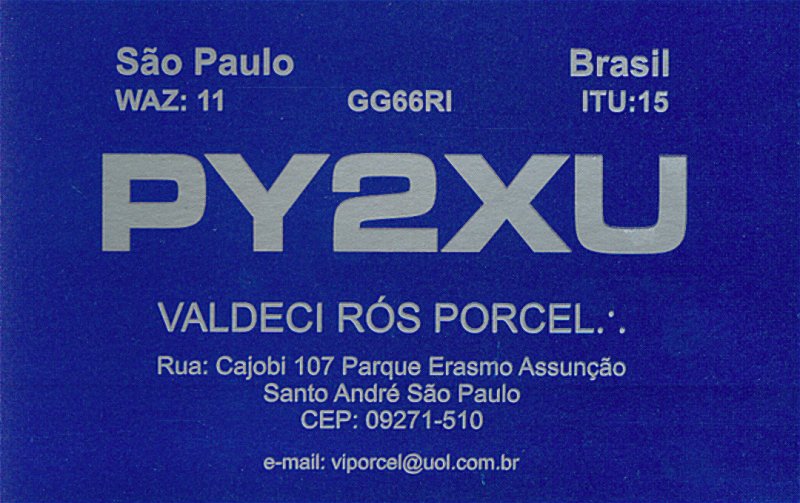 São Paulo Brasil
WAZ: 11 GG66RI ITU:15
PY2XU
VALDECI RÓS PORCEL.·.
Rua: Cajobi 107 Parque Erasmo Assunção
Santo André São Paulo
CEP: 09271-510
e-mail: viporcel@uol.com.br